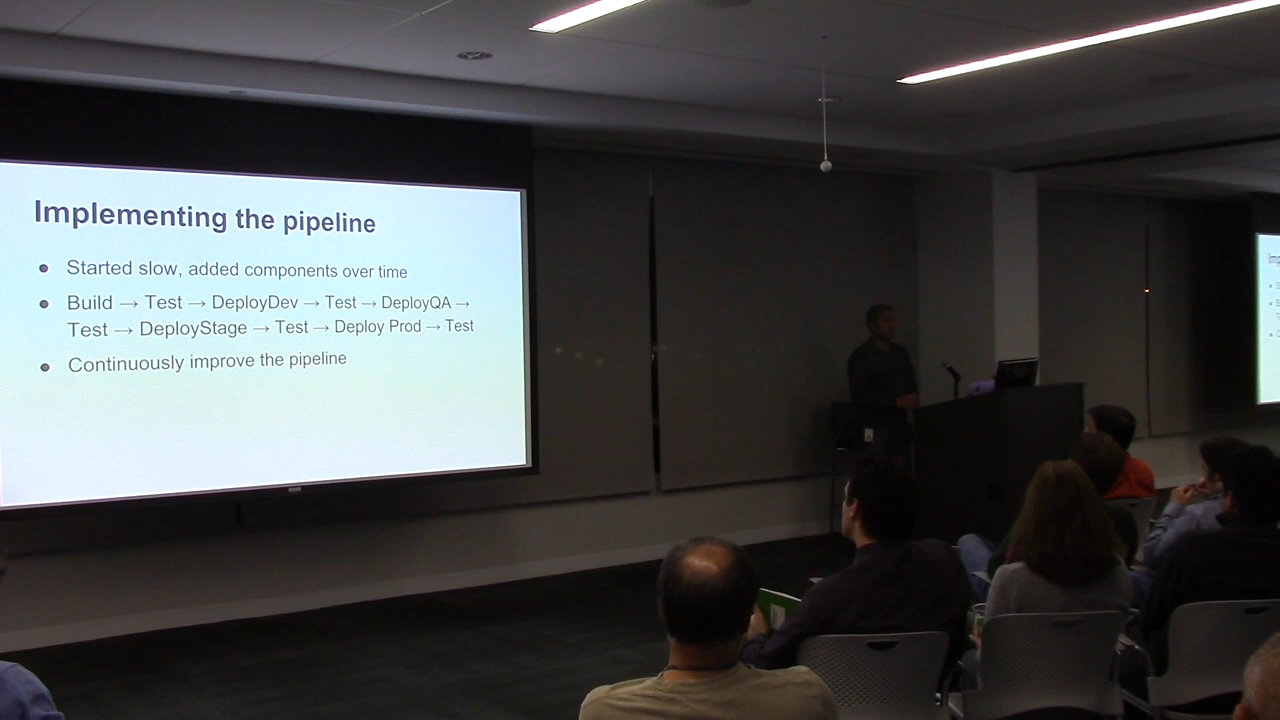 Implementing the pipeline
● Started slow, added components over time
● Build → Test → DeployDev → Test → DeployQA →
Test → DeployStage → Test → Deploy Prod → Test
● Continuously improve the pipeline